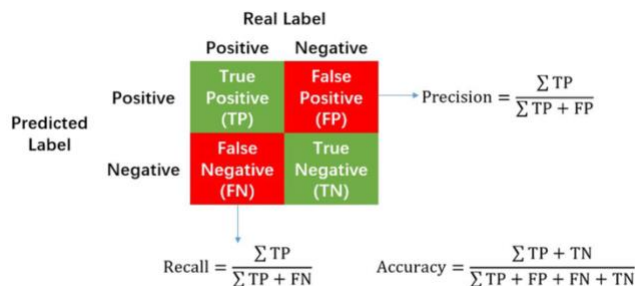 Real Label
Positive Negative
Positive
True Positive (TP)
False Positive (FP)
Precision = ∑ TP / ∑ TP + FP
Predicted Label
Negative
False Negative (FN)
True Negative (TN)
Recall = ∑ TP / ∑ TP + FN
Accuracy = ∑ TP + TN / ∑ TP + FP + FN + TN